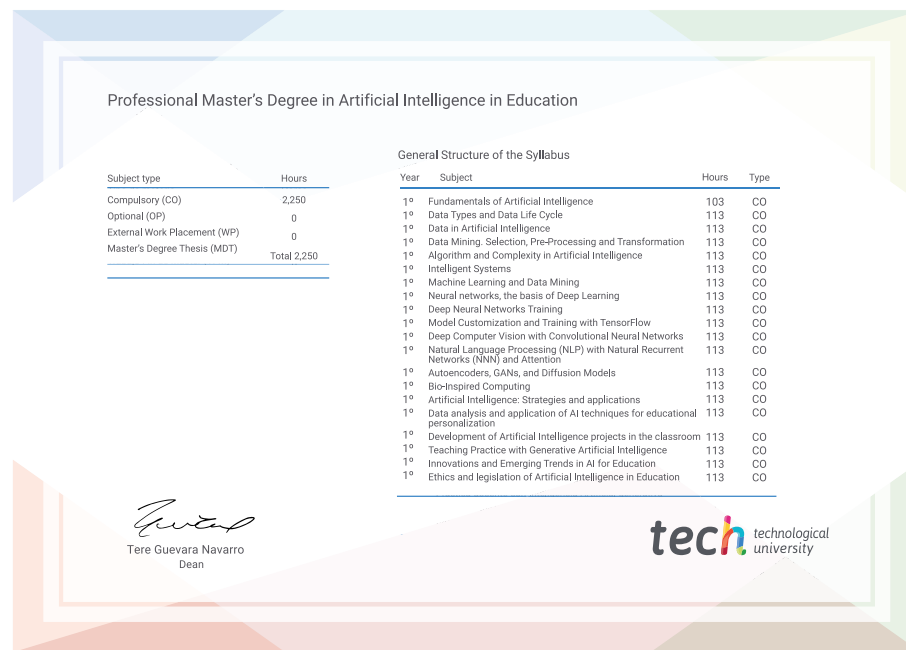 Professional Master's Degree in Artificial Intelligence in Education
Subject type Hours
Compulsory (CO) 2,250
Optional (OP) 0
External Work Placement (WP) 0
Master's Degree Thesis (MDT)
Total 2,250
General Structure of the Syllabus
Year Subject Hours Type
1º Fundamentals of Artificial Intelligence 103 CO
1º Data Types and Data Life Cycle 113 CO
1º Data in Artificial Intelligence 113 CO
1º Data Mining. Selection, Pre-Processing and Transformation 113 CO
1º Algorithm and Complexity in Artificial Intelligence 113 CO
1º Intelligent Systems 113 CO
1º Machine Learning and Data Mining 113 CO
1º Neural networks, the basis of Deep Learning 113 CO
1º Deep Neural Networks Training 113 CO
1º Model Customization and Training with TensorFlow 113 CO
1º Deep Computer Vision with Convolutional Neural Networks 113 CO
1º Natural Language Processing (NLP) with Natural Recurrent 113 CO
Networks (NNN) and Attention
1º Autoencoders, GANs, and Diffusion Models 113 CO
1º Bio-Inspired Computing 113 CO
1º Artificial Intelligence: Strategies and applications 113 CO
1º Data analysis and application of AI techniques for educational 113 CO
personalization
1º Development of Artificial Intelligence projects in the classroom 113 CO
1º Teaching Practice with Generative Artificial Intelligence 113 CO
1º Innovations and Emerging Trends in AI for Education 113 CO
1º Ethics and legislation of Artificial Intelligence in Education 113 CO
Tere Guevara Navarro
Dean
tech technological
university